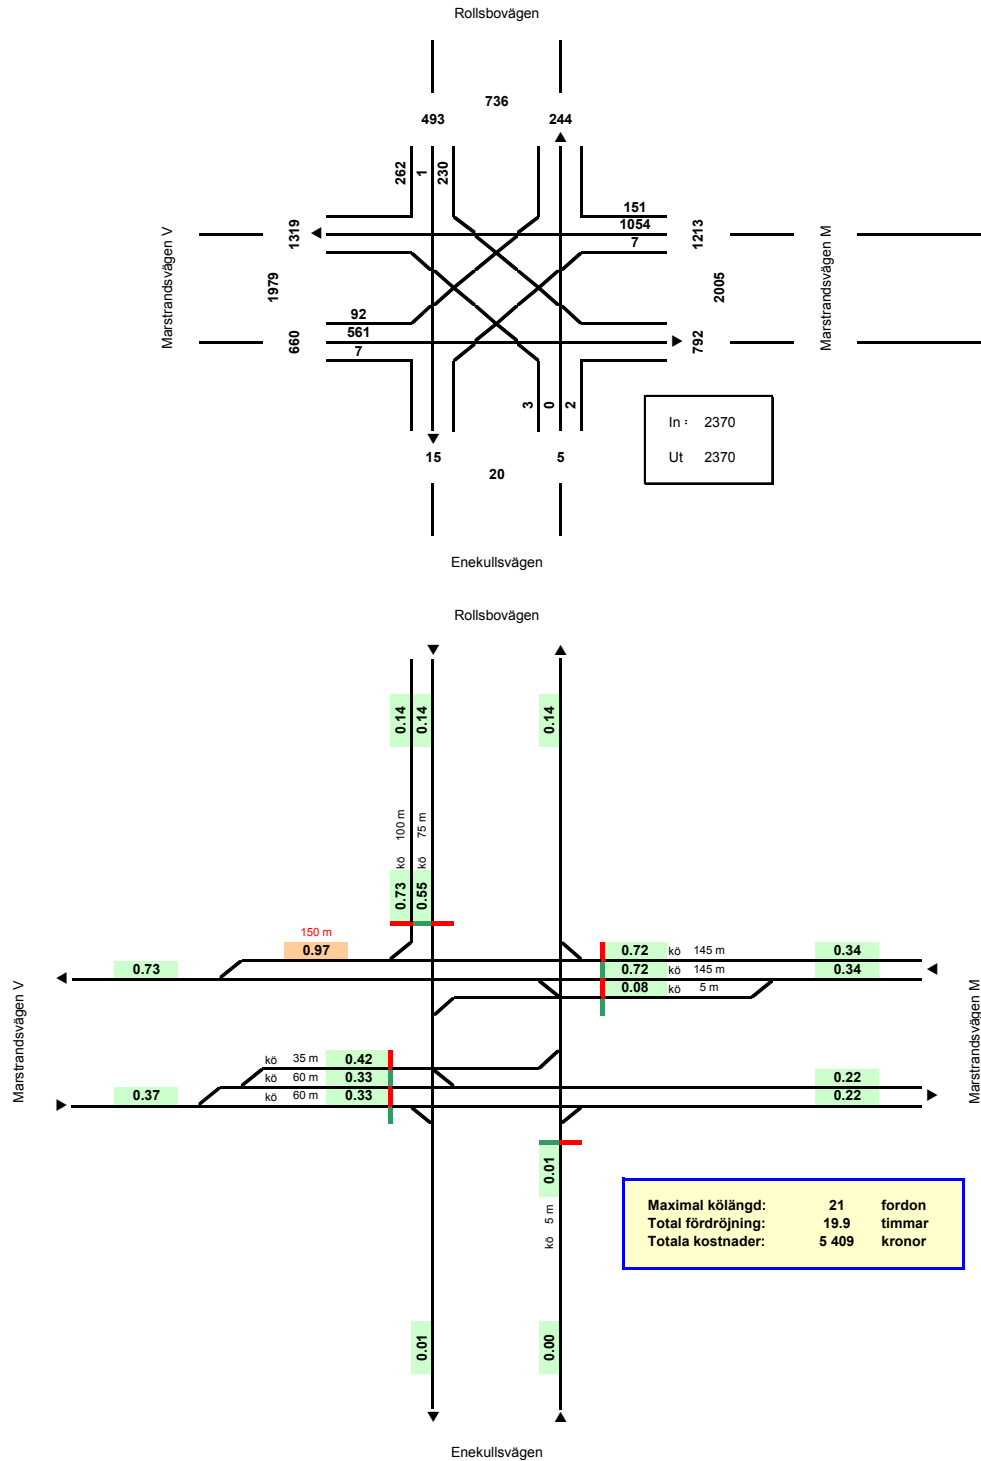 Rollsbovägen
736
493 244
262 1 230
151
1054
7
1319
1213
Marstrandsvägen V
1979
2005
Marstrandsvägen M
92
561
7
660
792
3 0 2
In : 2370
Ut 2370
15 5
20
Enekullsvägen
Rollsbovägen
0.14 0.14 0.14
kö 100 m
kö 75 m
0.73 0.55
150 m
0.97
0.73
0.72 kö 145 m 0.34
0.72 kö 145 m 0.34
0.08 kö 5 m
Marstrandsvägen V
Marstrandsvägen M
kö 35 m 0.42
kö 60 m 0.33 0.22
0.37 kö 60 m 0.33 0.22
0.01
kö 5 m
Maximal kölängd: 21 fordon
Total fördröjning: 19.9 timmar
Totala kostnader: 5 409 kronor
0.01 0.00
Enekullsvägen